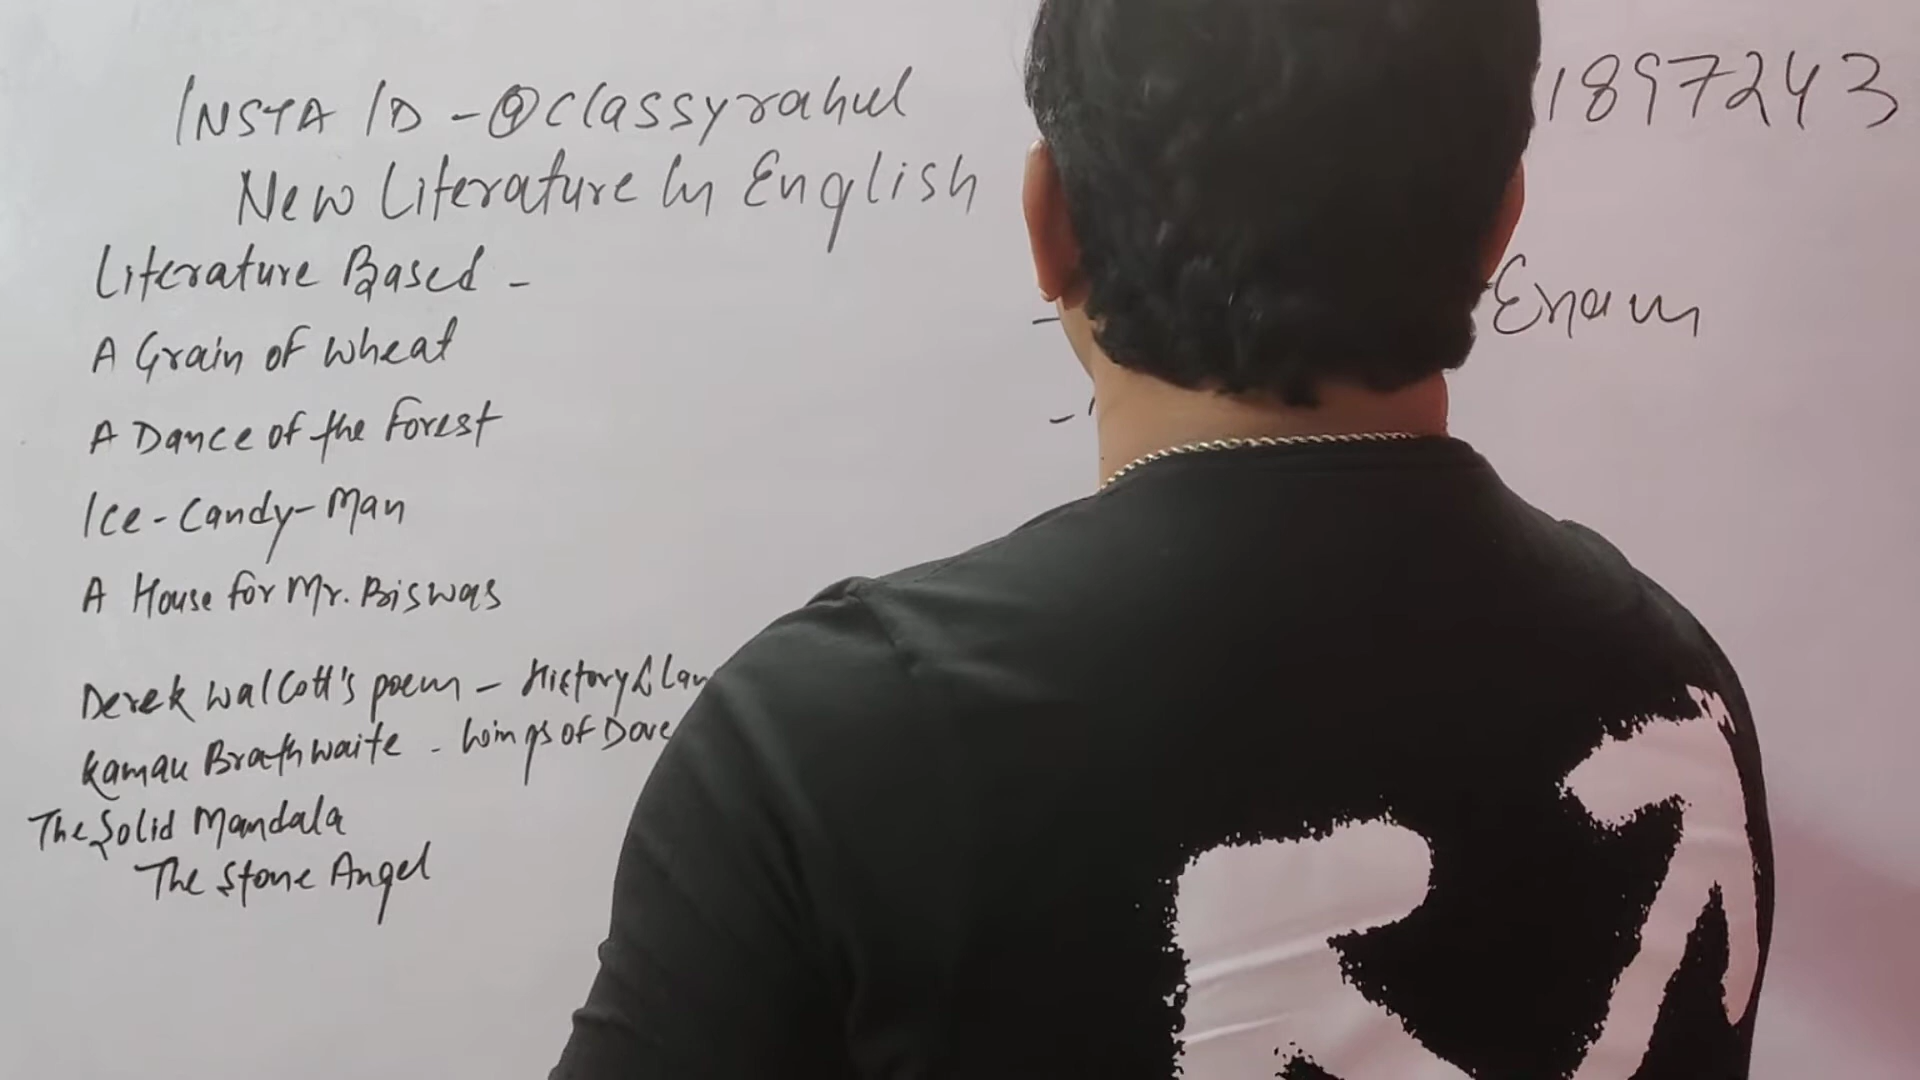 INSTA ID - @classyrahul
1897243
New Literature In English
Literature Based -
Exam
A Grain of wheat
A Dance of the Forest
Ice-Candy-Man
A House for Mr. Biswas
Derek Walcott's poem - History
Kamau Brathwaite - Wings of Dove
The Solid Mandala
The Stone Angel